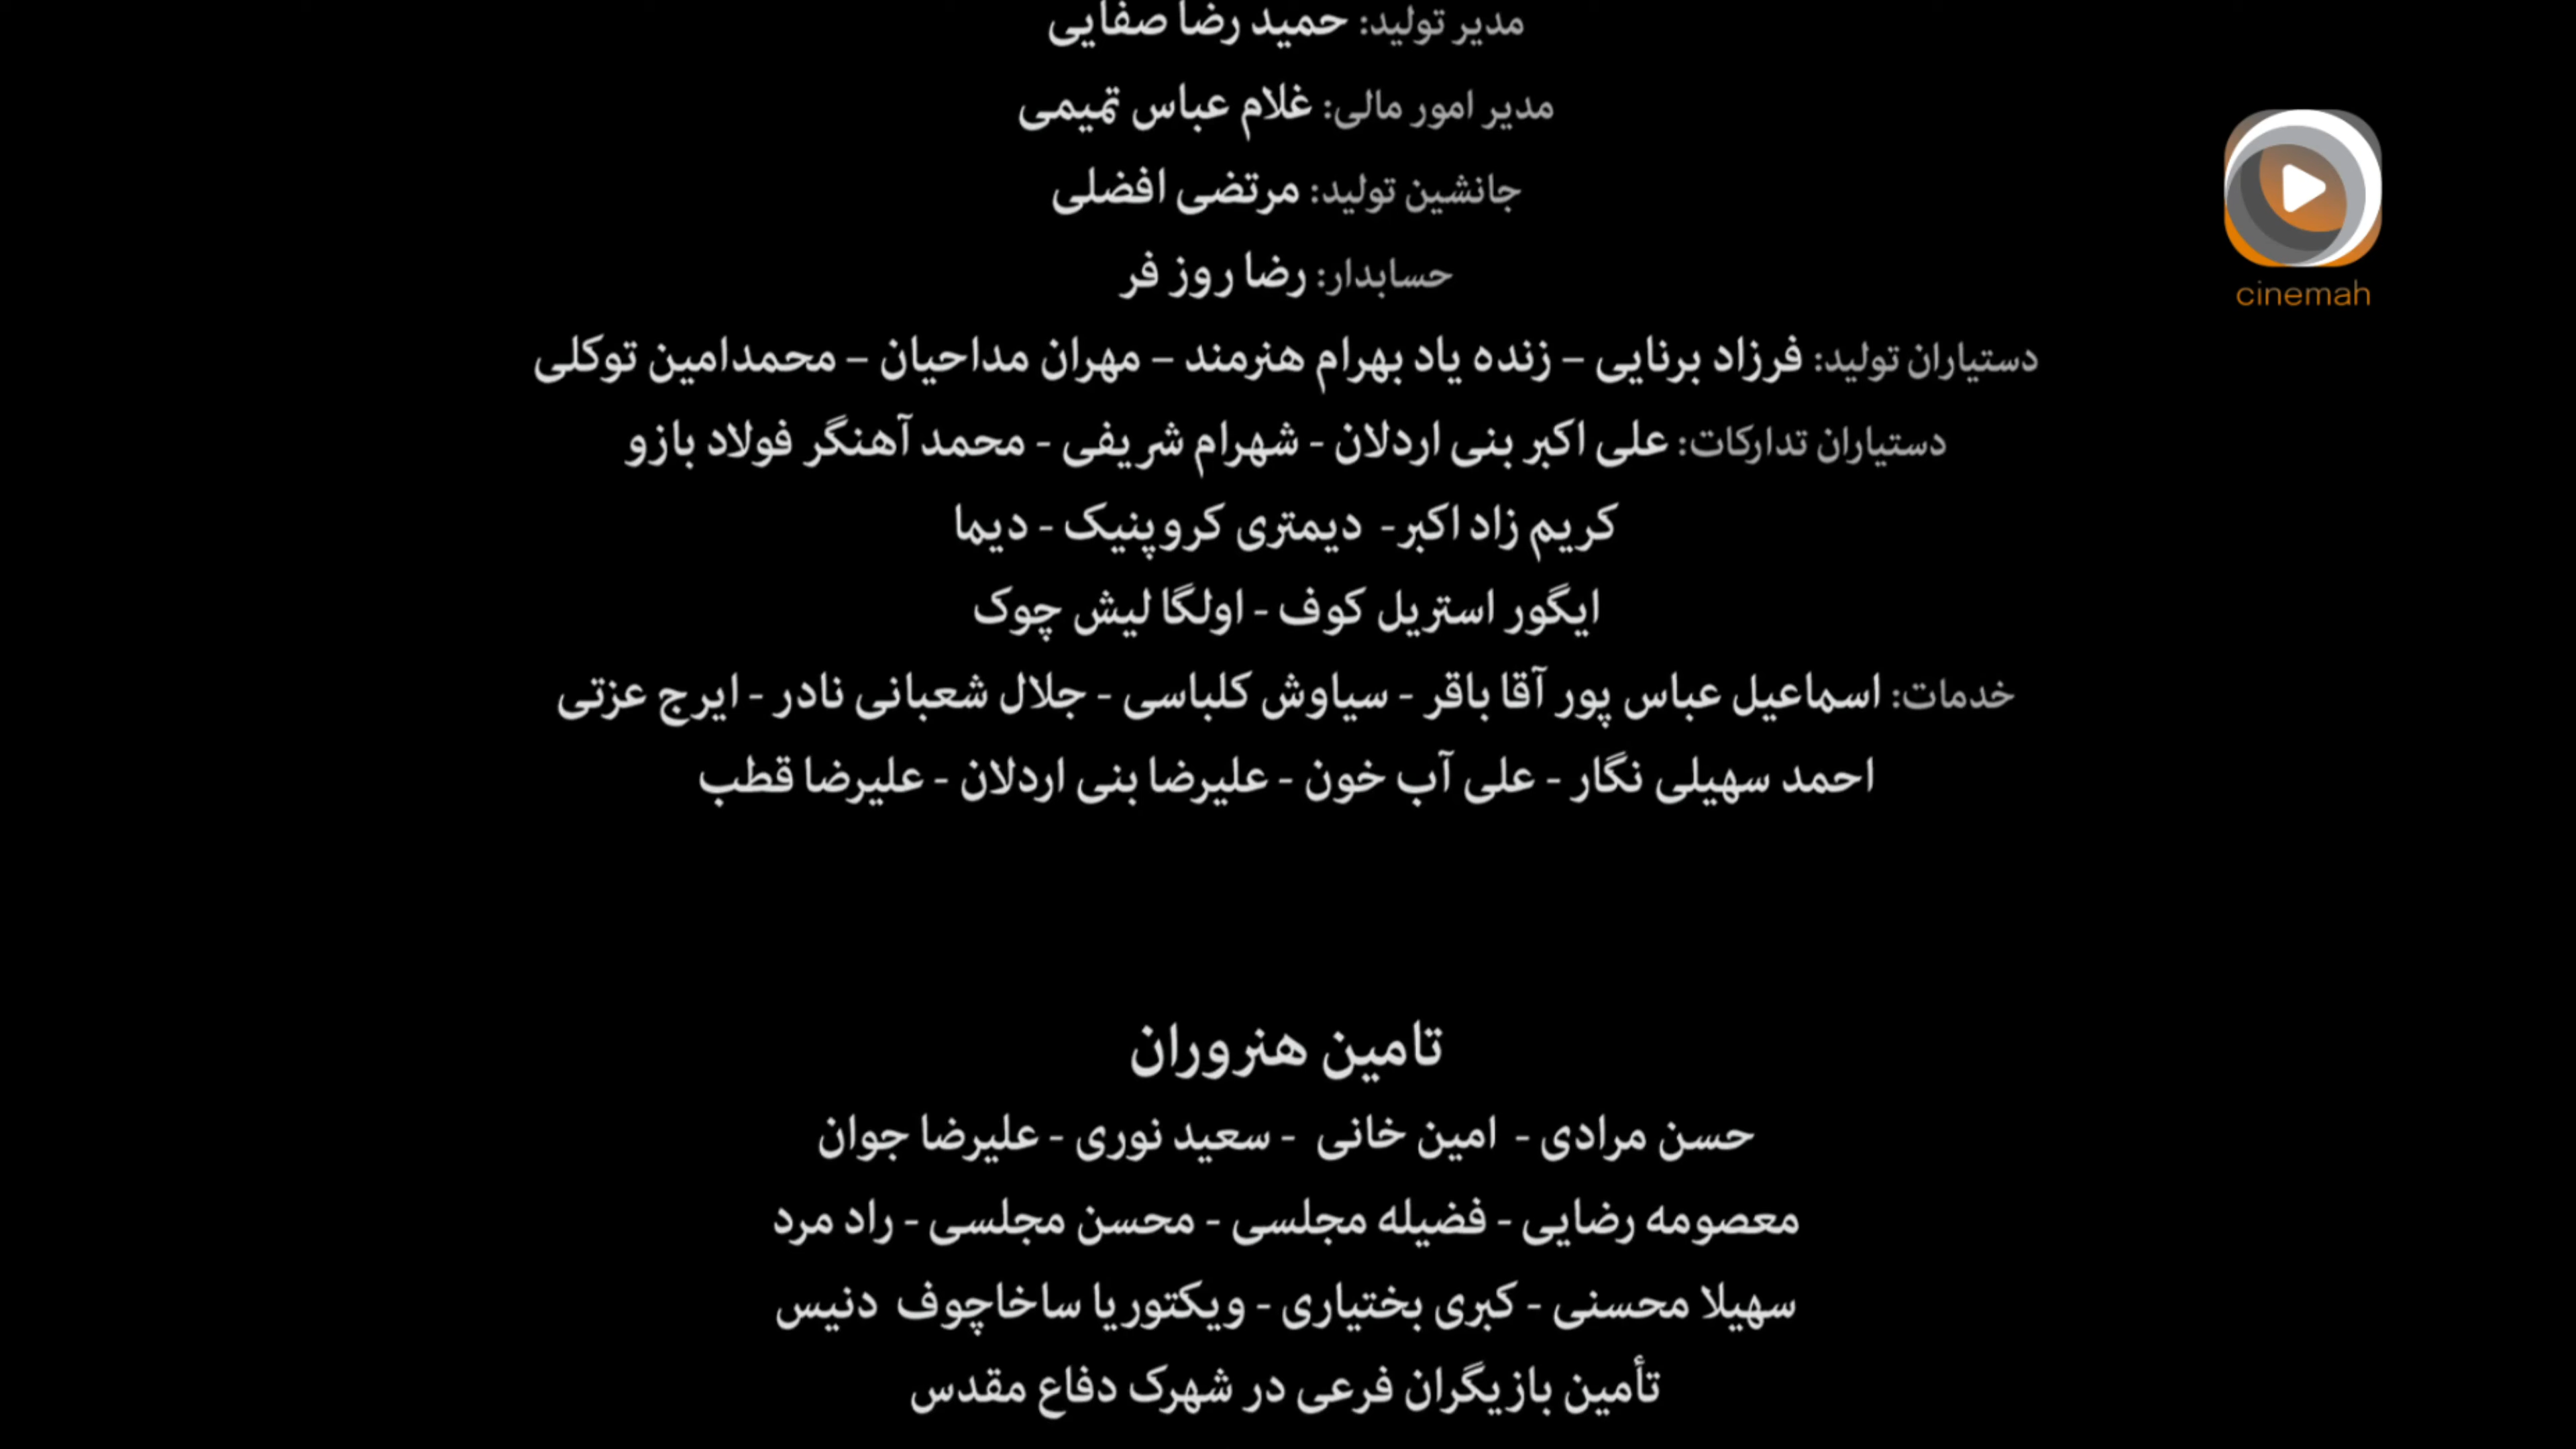 مدیر تولید: حمید رضا صفایی
مدیر امور مالی: غلام عباس تمیمی
جانشین تولید: مرتضی افضلی
حسابدار: رضا روز فر
دستیاران تولید: فرزاد برنایی – زنده یاد بهرام هنرمند – مهران مداحیان – محمدامین توکلی
دستیاران تدارکات: علی اکبر بنی اردلان - شهرام شریفی - محمد آهنگر فولاد بازو
کریم زاد اکبر- دیمتری کروپنیک - دیما
ایگور استریل کوف - اولگا لیش چوک
خدمات: اسماعیل عباس پور آقا باقر - سیاوش کلباسی - جلال شعبانی نادر - ایرج عزتی
احمد سهیلی نگار - علی آب خون - علیرضا بنی اردلان - علیرضا قطب
تامین هنروران
حسن مرادی - امین خانی - سعید نوری - علیرضا جوان
معصومه رضایی - فضیله مجلسی - محسن مجلسی - راد مرد
سهیلا محسنی - کبری بختیاری - ویکتوریا ساخاچوف دنیس
تأمین بازیگران فرعی در شهرک دفاع مقدس
cinemah